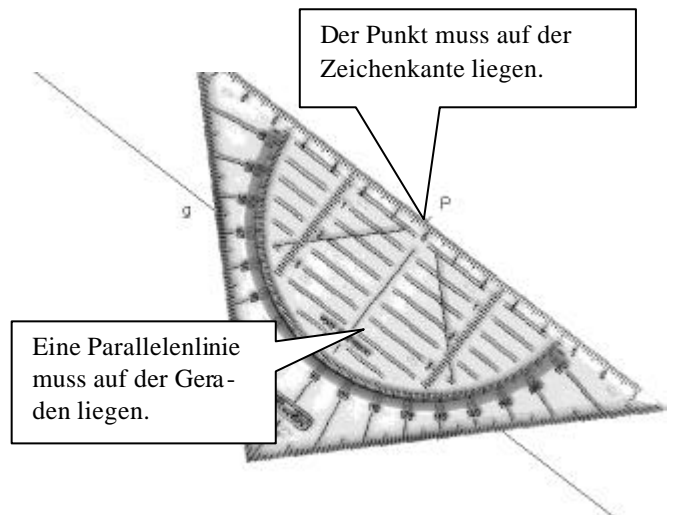 Der Punkt muss auf der
Zeichenkante liegen.
P
g
Eine Parallelenlinie
muss auf der Gera-
den liegen.